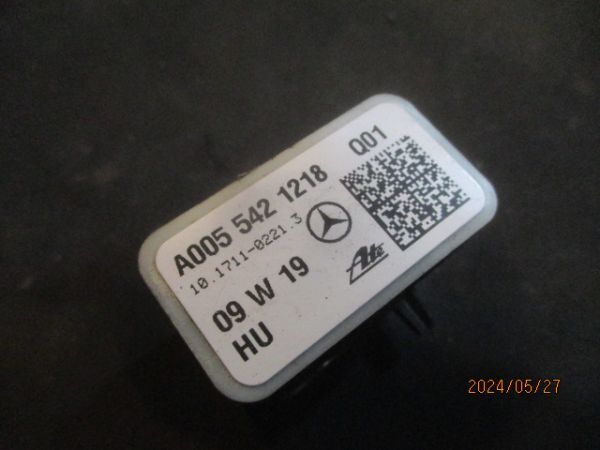 A005 542 1218 Q01
10.1711-0221.3
09 W 19
Ate
HU
2024/05/27